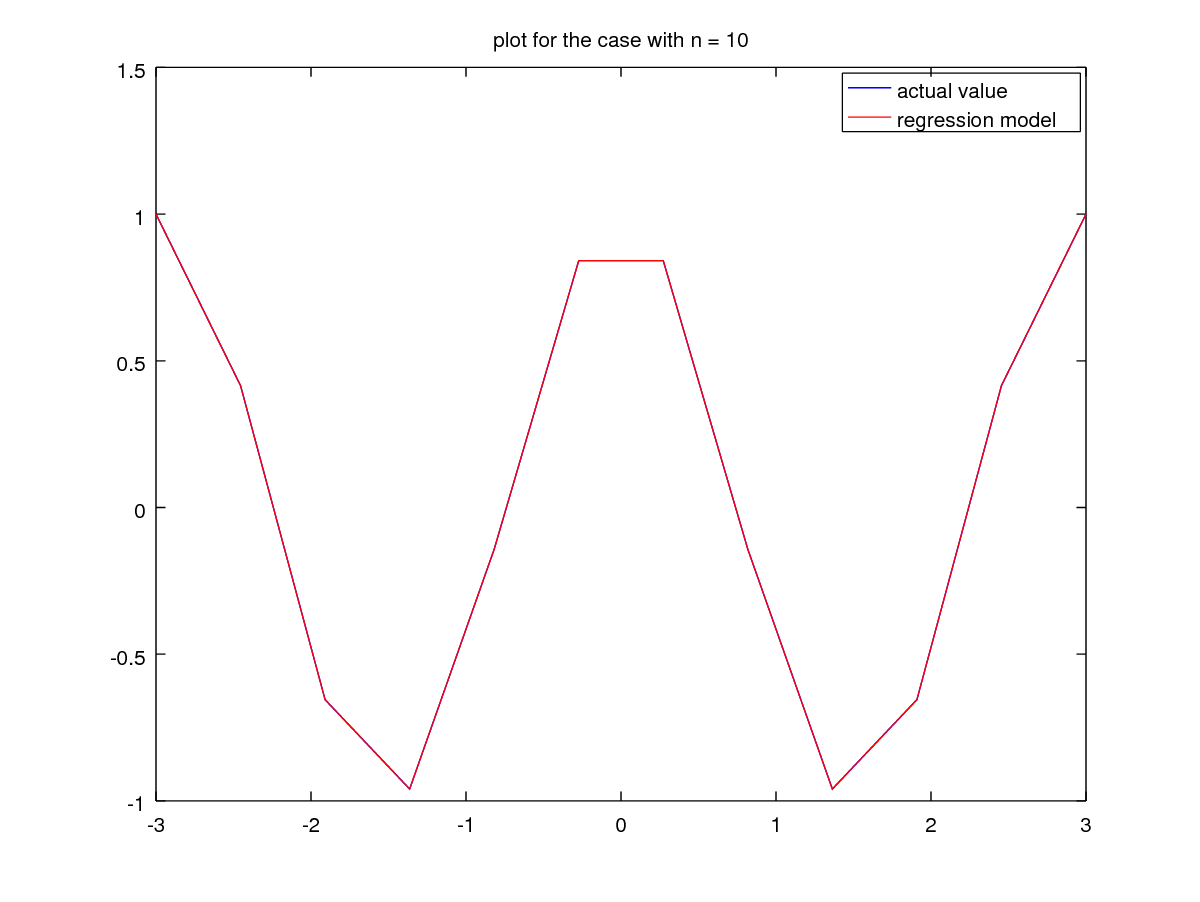 plot for the case with n = 10
1.5
actual value
regression model
1
0.5
0
-0.5
-1
-3 -2 -1 0 1 2 3